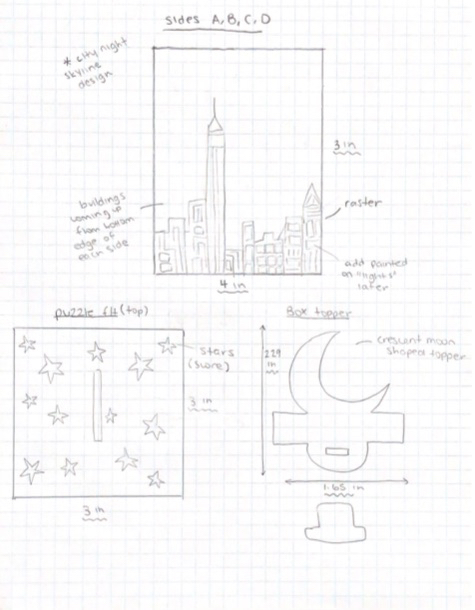 sides A, B, C, D
* city night
skyline
design
3 in
buildings
coming up
from bottom
edge of
each side
raster
add painted
on "lights"
later
4 in
puzzle fit (top)
Box topper
stars
(score)
crescent moon
shaped topper
2.29
in
3 in
3 in
1.65 in